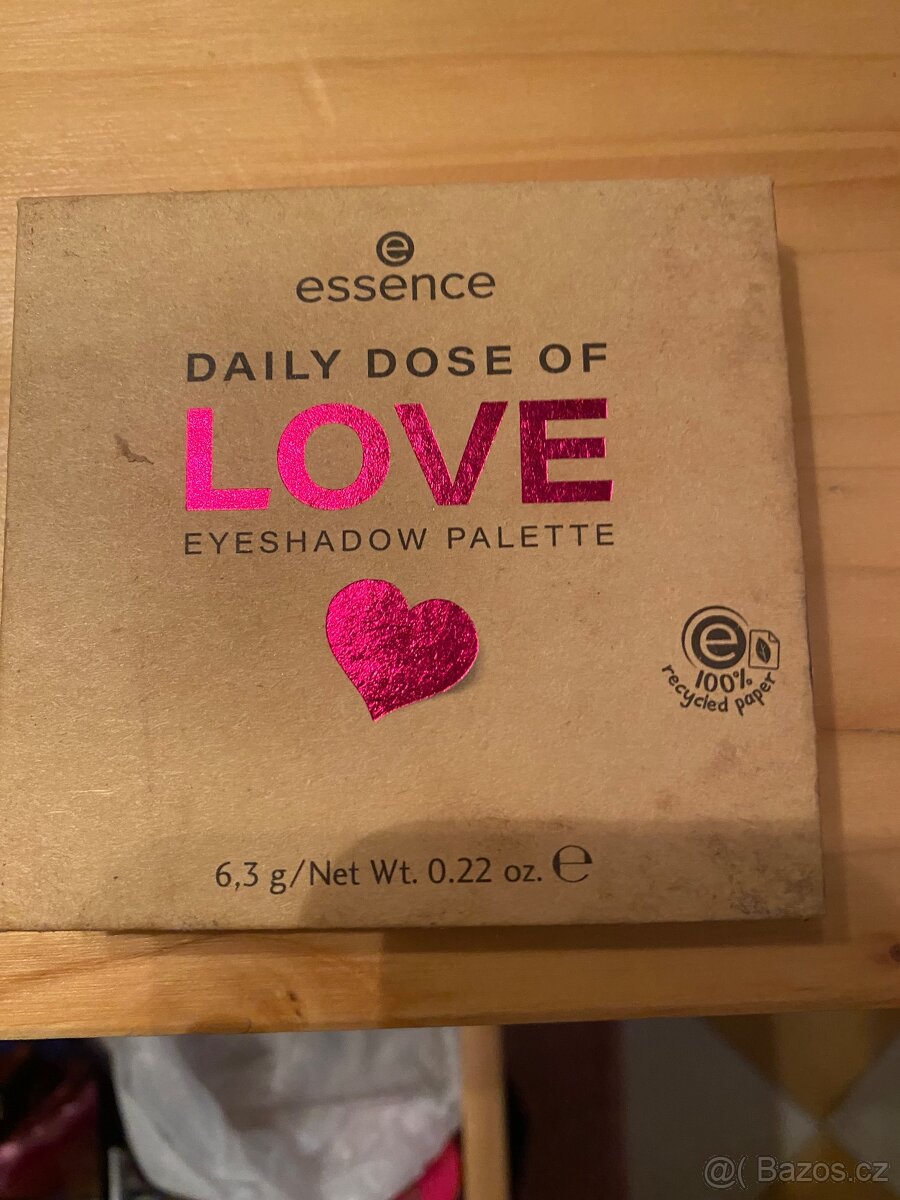 e
essence
DAILY DOSE OF
LOVE
EYESHADOW PALETTE
e
100%
recycled paper
6,3 g/Net Wt. 0.22 oz. ℮
@( Bazos.cz